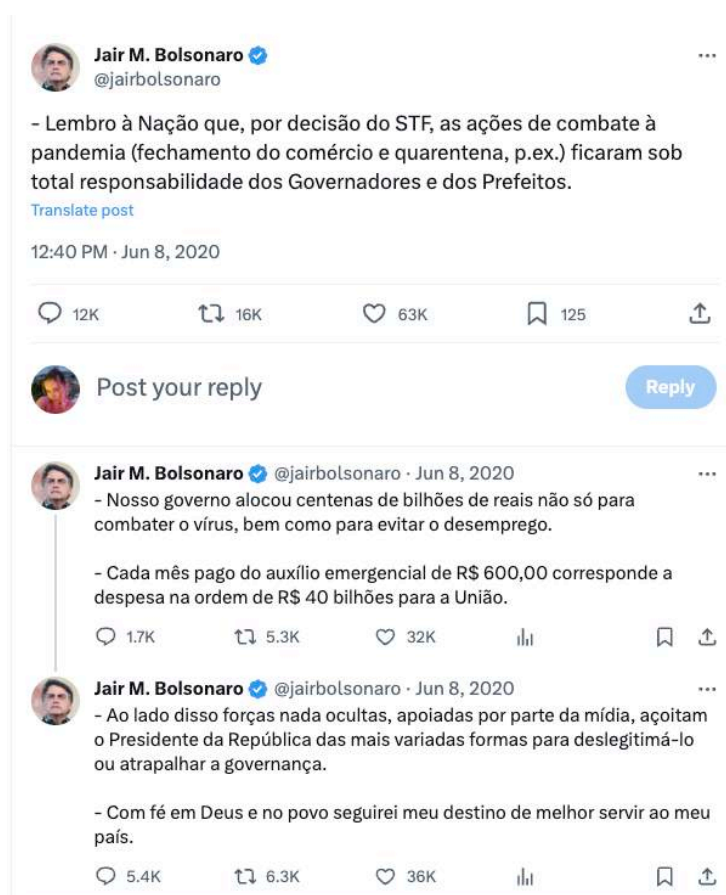 Jair M. Bolsonaro
@jairbolsonaro
- Lembro à Nação que, por decisão do STF, as ações de combate à
pandemia (fechamento do comércio e quarentena, p.ex.) ficaram sob
total responsabilidade dos Governadores e dos Prefeitos.
Translate post
12:40 PM · Jun 8, 2020
12K 16K 63K 125
Post your reply
Reply
Jair M. Bolsonaro @jairbolsonaro · Jun 8, 2020
- Nosso governo alocou centenas de bilhões de reais não só para
combater o vírus, bem como para evitar o desemprego.
- Cada mês pago do auxílio emergencial de R$ 600,00 corresponde a
despesa na ordem de R$ 40 bilhões para a União.
1.7K 5.3K 32K
Jair M. Bolsonaro @jairbolsonaro · Jun 8, 2020
- Ao lado disso forças nada ocultas, apoiadas por parte da mídia, açoitam
o Presidente da República das mais variadas formas para deslegitimá-lo
ou atrapalhar a governança.
- Com fé em Deus e no povo seguirei meu destino de melhor servir ao meu
país.
5.4K 6.3K 36K